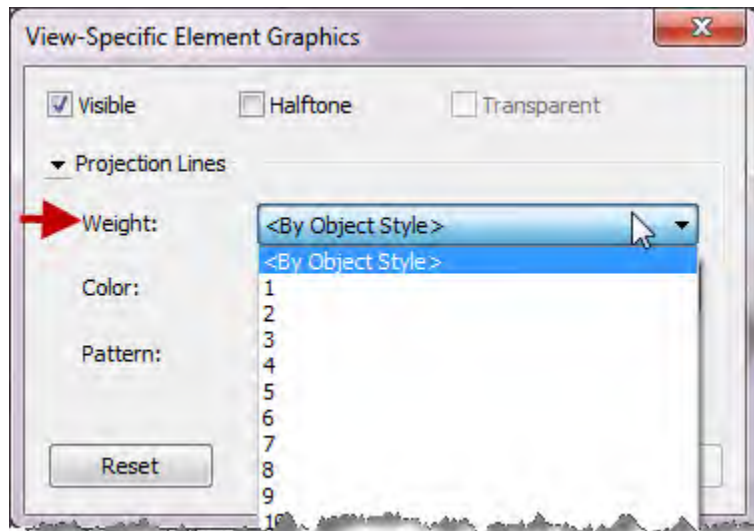 View-Specific Element Graphics
Visible Halftone Transparent
Projection Lines
Weight: <By Object Style>
<By Object Style>
Color: 1
2
3
Pattern: 4
5
6
7
Reset 8
9